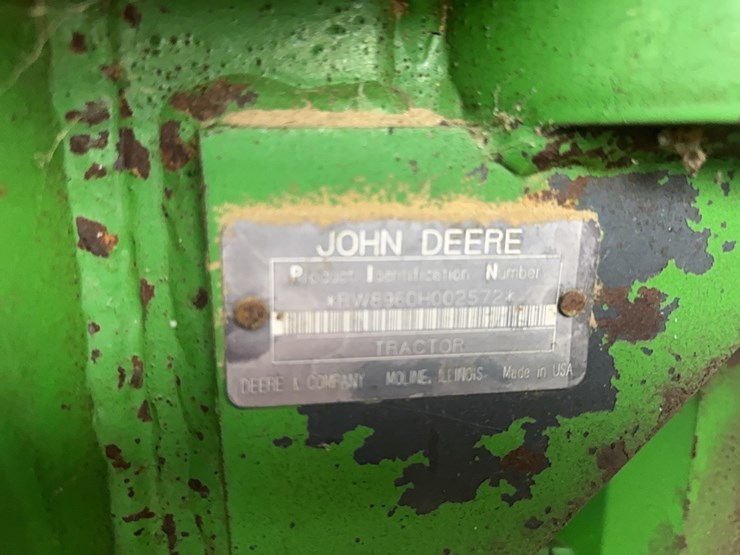 JOHN DEERE
Product Identification Number
*RW8960H002572*
TRACTOR
DEERE & COMPANY MOLINE, ILLINOIS Made in USA